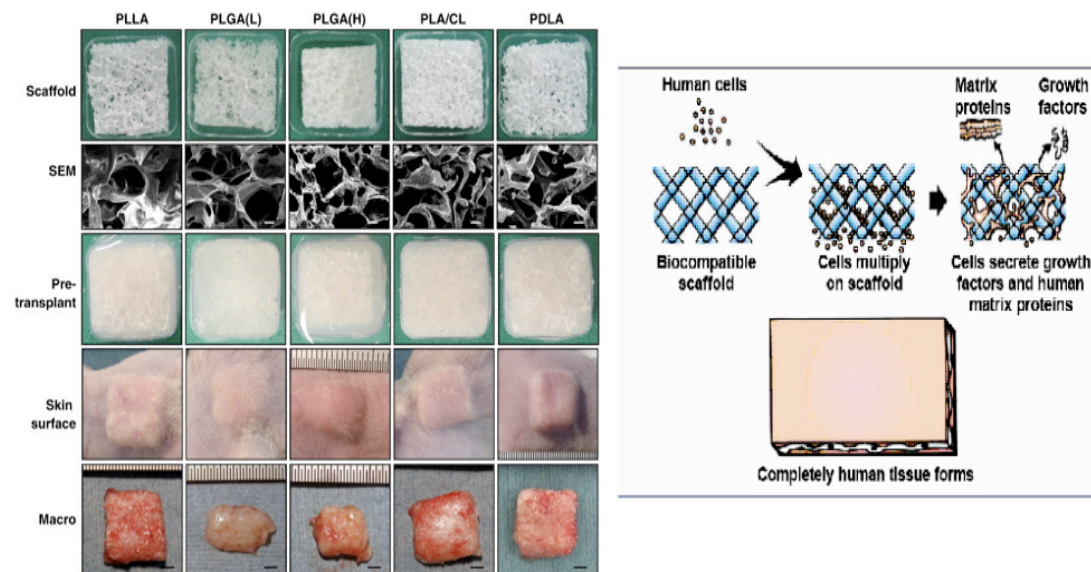 PLLA PLGA(L) PLGA(H) PLA/CL PDLA
Scaffold
SEM
Pre-
transplant
Skin
surface
Macro
Human cells
Matrix
proteins
Growth
factors
Biocompatible
scaffold
Cells multiply
on scaffold
Cells secrete growth
factors and human
matrix proteins
Completely human tissue forms